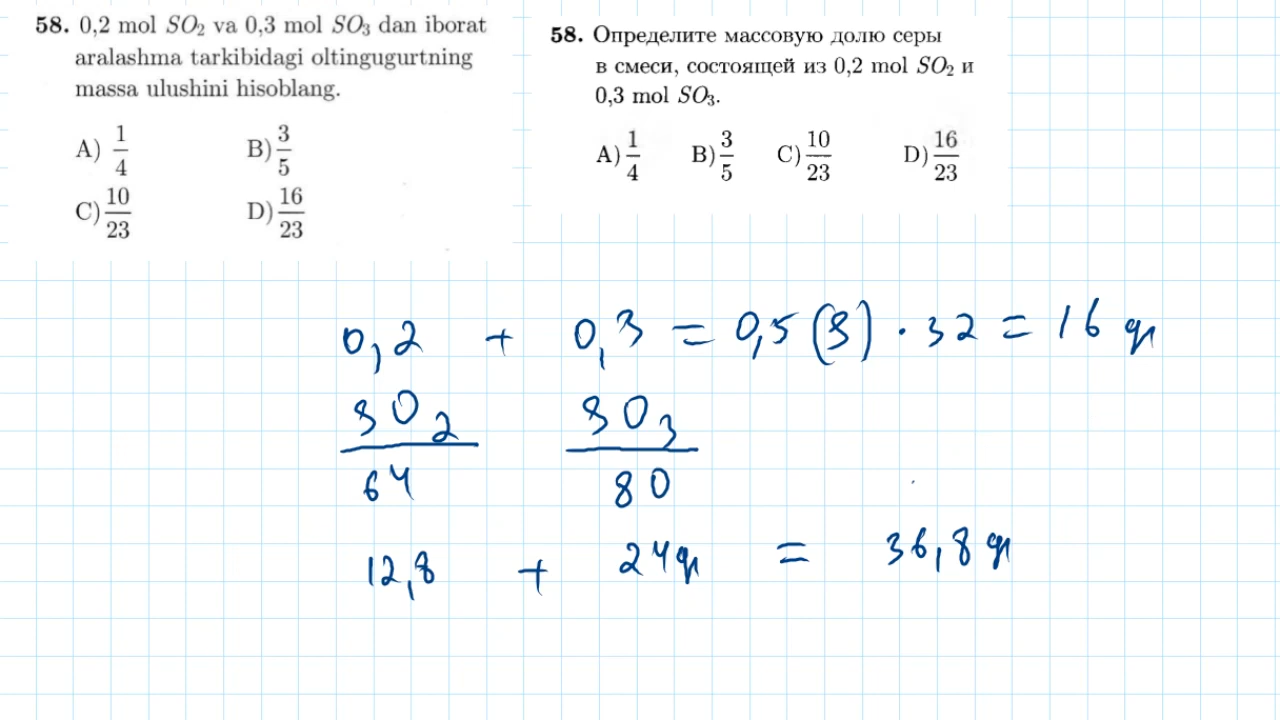 58. 0,2 mol SO₂ va 0,3 mol SO₃ dan iborat
aralashma tarkibidagi oltingugurtning
massa ulushini hisoblang.
A) 1/4 B) 3/5
C) 10/23 D) 16/23
58. Определите массовую долю серы
в смеси, состоящей из 0,2 mol SO₂ и
0,3 mol SO₃.
A) 1/4 B) 3/5 C) 10/23 D) 16/23
0,2 + 0,3 = 0,5 (S) · 32 = 16 gr
SO₂ SO₃
64 80
12,8 + 24 gr = 36,8 gr